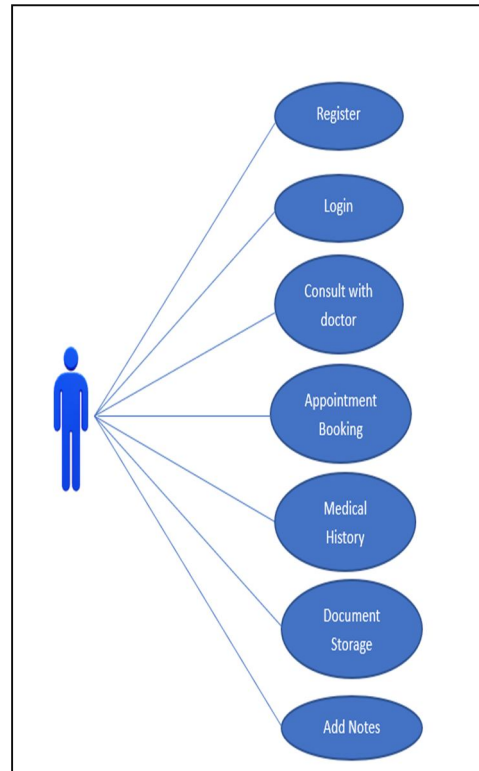 Register
Login
Consult with
doctor
Appointment
Booking
Medical
History
Document
Storage
Add Notes